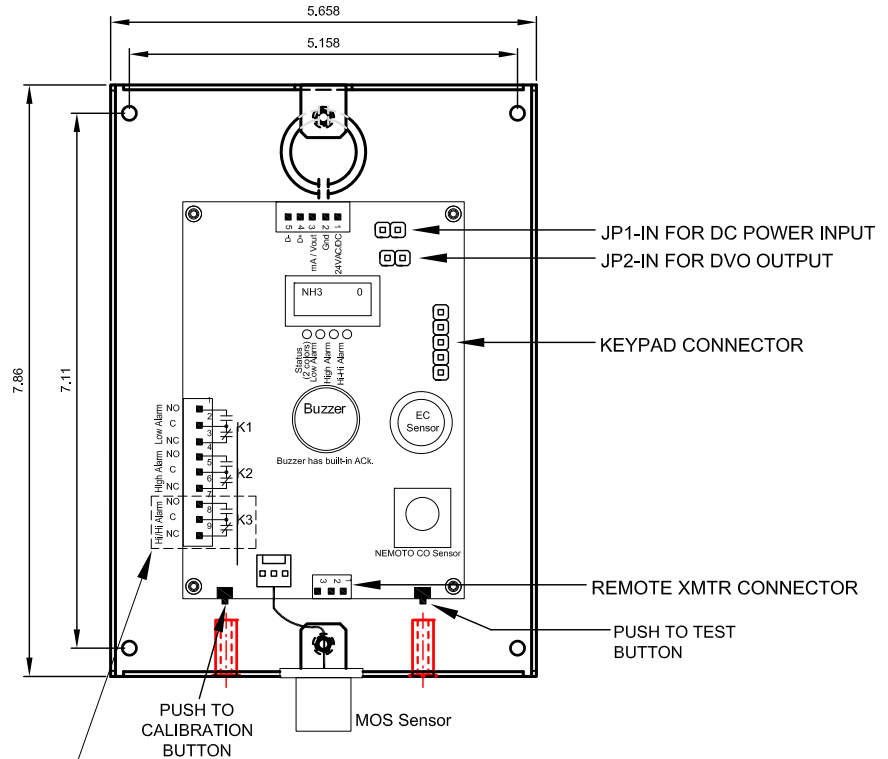 5.658
5.158
7.86
7.11
5 4 3 2 1
D-
D+
mA / Vout
Gnd
24VAC/DC
JP1-IN FOR DC POWER INPUT
JP2-IN FOR DVO OUTPUT
NH3 0
Status
(2 colors)
Low Alarm
High Alarm
Hi-Hi Alarm
KEYPAD CONNECTOR
Buzzer
Buzzer has built-in ACk.
EC
Sensor
Low Alarm
NO
C
NC
1
2
3
K1
HIgh Alarm
NO
C
NC
4
5
6
K2
Hi/Hi Alarm
NO
C
NC
7
8
9
K3
NEMOTO CO Sensor
3 2 1
REMOTE XMTR CONNECTOR
PUSH TO TEST
BUTTON
PUSH TO
CALIBRATION
BUTTON
MOS Sensor